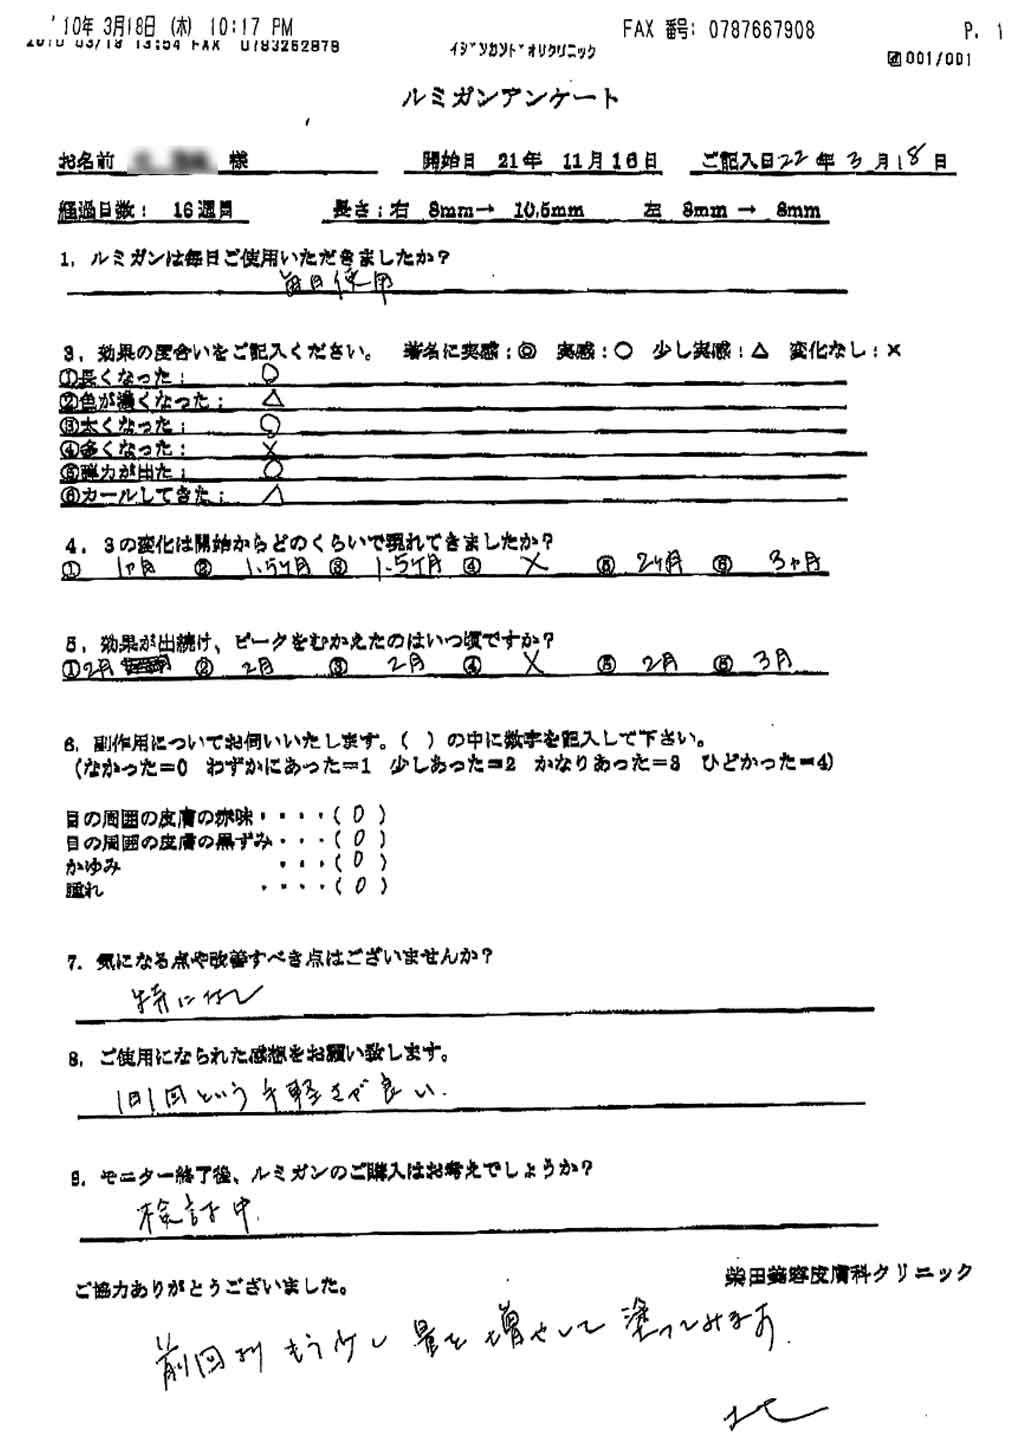 '10年 3月18日 (木) 10:17 PM FAX 番号: 0787667908 P. 1
2010 03/18 13:54 FAX 0783262879 ｲｼﾞﾝｶﾝﾄﾞｵﾘｸﾘﾆｯｸ 001/001
ルミガンアンケート
お名前 様 開始日 21年 11月16日 ご記入日22年3月18日
経過日数： 16週目 長さ：右 8mm→ 10.5mm 左 8mm → 8mm
1．ルミガンは毎日ご使用いただきましたか？
毎日使用
3．効果の度合いをご記入ください。 著名に実感：◎ 実感：○ 少し実感：△ 変化なし：×
①長くなった： ○
②色が濃くなった： △
③太くなった： ○
④多くなった： ×
⑤弾力が出た： ○
⑥カールしてきた： △
4．3の変化は開始からどのくらいで現れてきましたか？
① 1ヶ月 ② 1.5ヶ月 ③ 1.5ヶ月 ④ × ⑤ 2ヶ月 ⑥ 3ヶ月
5．効果が出続け、ピークをむかえたのはいつ頃ですか？
①2月 ② 2月 ③ 2月 ④ × ⑤ 2月 ⑥ 3月
6．副作用についてお伺いいたします。（ ）の中に数字を記入して下さい。
（なかった＝0 わずかにあった＝1 少しあった＝2 かなりあった＝3 ひどかった＝4）
目の周囲の皮膚の赤味・・・・（ 0 ）
目の周囲の皮膚の黒ずみ・・・（ 0 ）
かゆみ ・・・（ 0 ）
腫れ ・・・・（ 0 ）
7．気になる点や改善すべき点はございませんか？
特になし
8．ご使用になられた感想をお願い致します。
1日1回という手軽さが良い.
9．モニター終了後、ルミガンのご購入はお考えでしょうか？
検討中.
ご協力ありがとうございました。 柴田美容皮膚科クリニック
前回よりもう少し量を増やして塗ってみます.